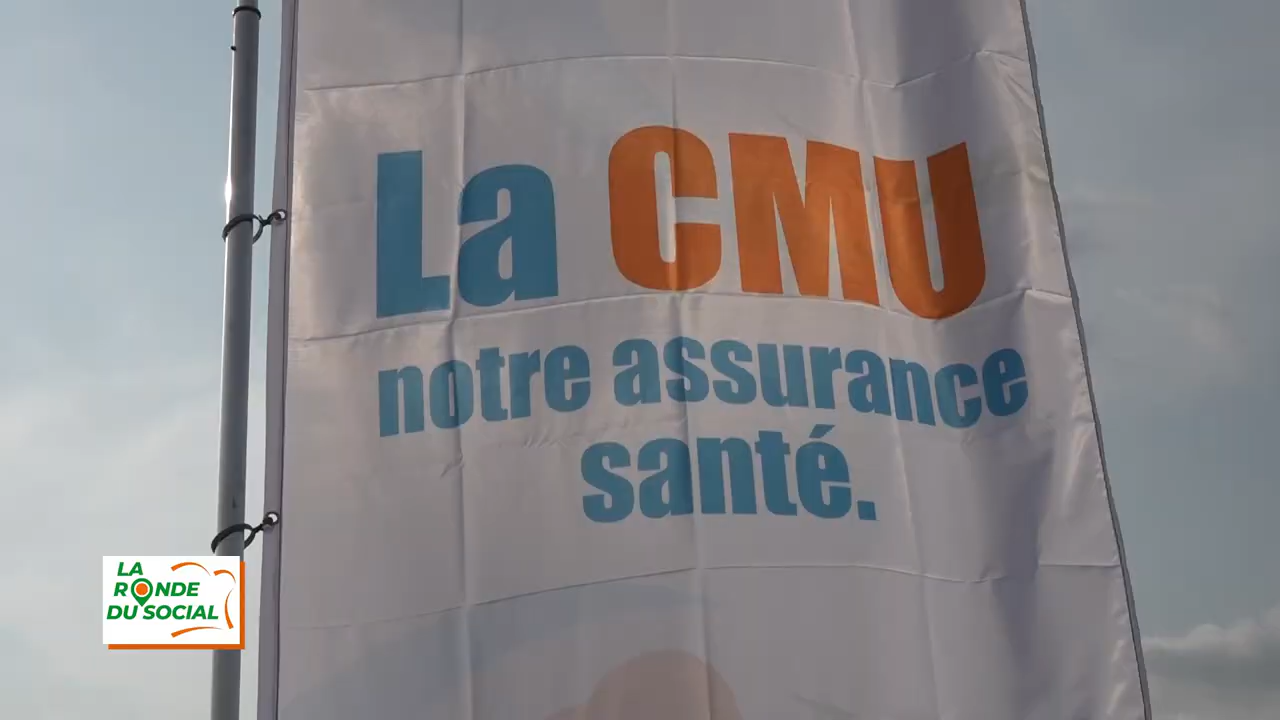 La CMU
notre assurance
santé.
LA
RONDE
DU SOCIAL